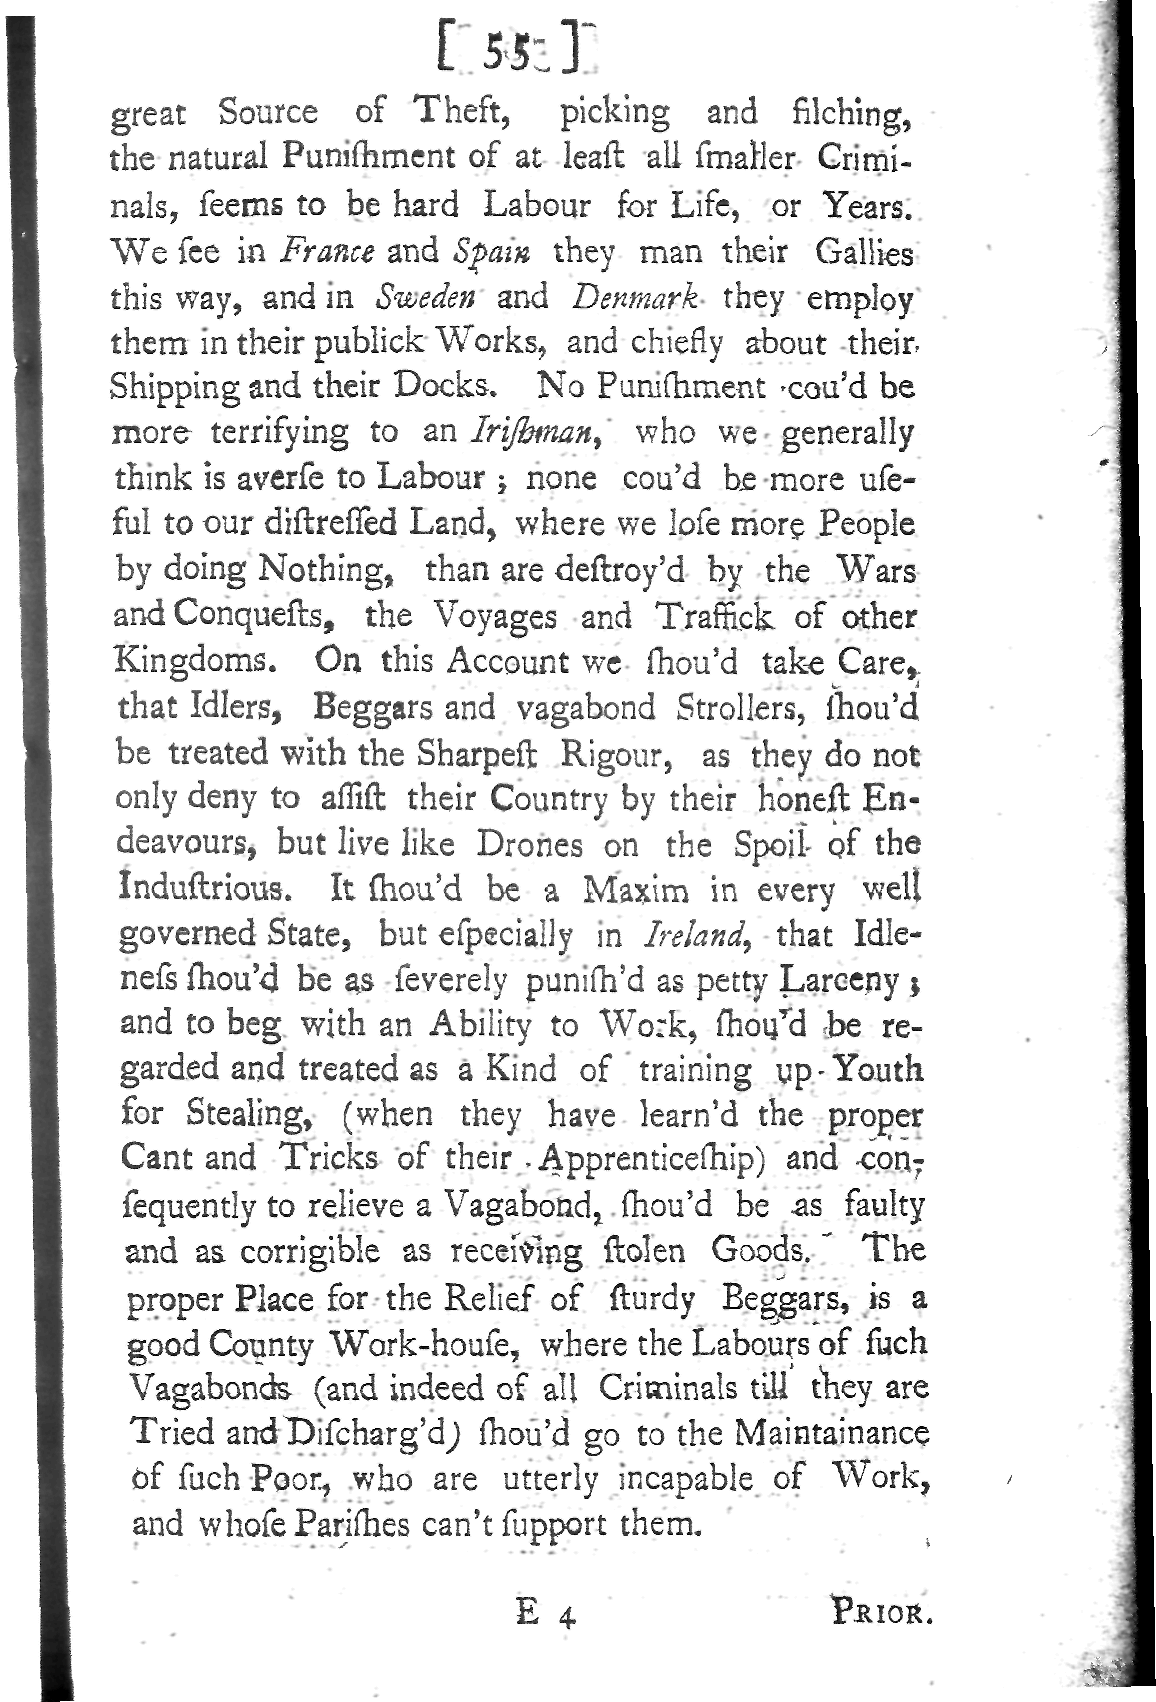 [ 55 ]
great Source of Theft, picking and filching,
the natural Puniſhment of at leaſt all ſmaller Crimi-
nals, ſeems to be hard Labour for Life, or Years.
We ſee in France and Spain they man their Gallies
this way, and in Sweden and Denmark they employ
them in their publick Works, and chiefly about their
Shipping and their Docks. No Puniſhment cou'd be
more terrifying to an Iriſhman, who we generally
think is averſe to Labour ; none cou'd be more uſe-
ful to our diſtreſſed Land, where we loſe more People
by doing Nothing, than are deſtroy'd by the Wars
and Conqueſts, the Voyages and Traffick of other
Kingdoms. On this Account we ſhou'd take Care,
that Idlers, Beggars and vagabond Strollers, ſhou'd
be treated with the Sharpeſt Rigour, as they do not
only deny to aſſiſt their Country by their honeſt En-
deavours, but live like Drones on the Spoil of the
Induſtrious. It ſhou'd be a Maxim in every well
governed State, but eſpecially in Ireland, that Idle-
neſs ſhou'd be as ſeverely puniſh'd as petty Larceny ;
and to beg with an Ability to Work, ſhou'd be re-
garded and treated as a Kind of training up Youth
for Stealing, (when they have learn'd the proper
Cant and Tricks of their Apprenticeſhip) and con-
ſequently to relieve a Vagabond, ſhou'd be as faulty
and as corrigible as receiving ſtolen Goods. The
proper Place for the Relief of ſturdy Beggars, is a
good County Work-houſe, where the Labours of ſuch
Vagabonds (and indeed of all Criminals till they are
Tried and Diſcharg'd) ſhou'd go to the Maintainance
of ſuch Poor, who are utterly incapable of Work,
and whoſe Pariſhes can't ſupport them.
E 4 PRIOR.